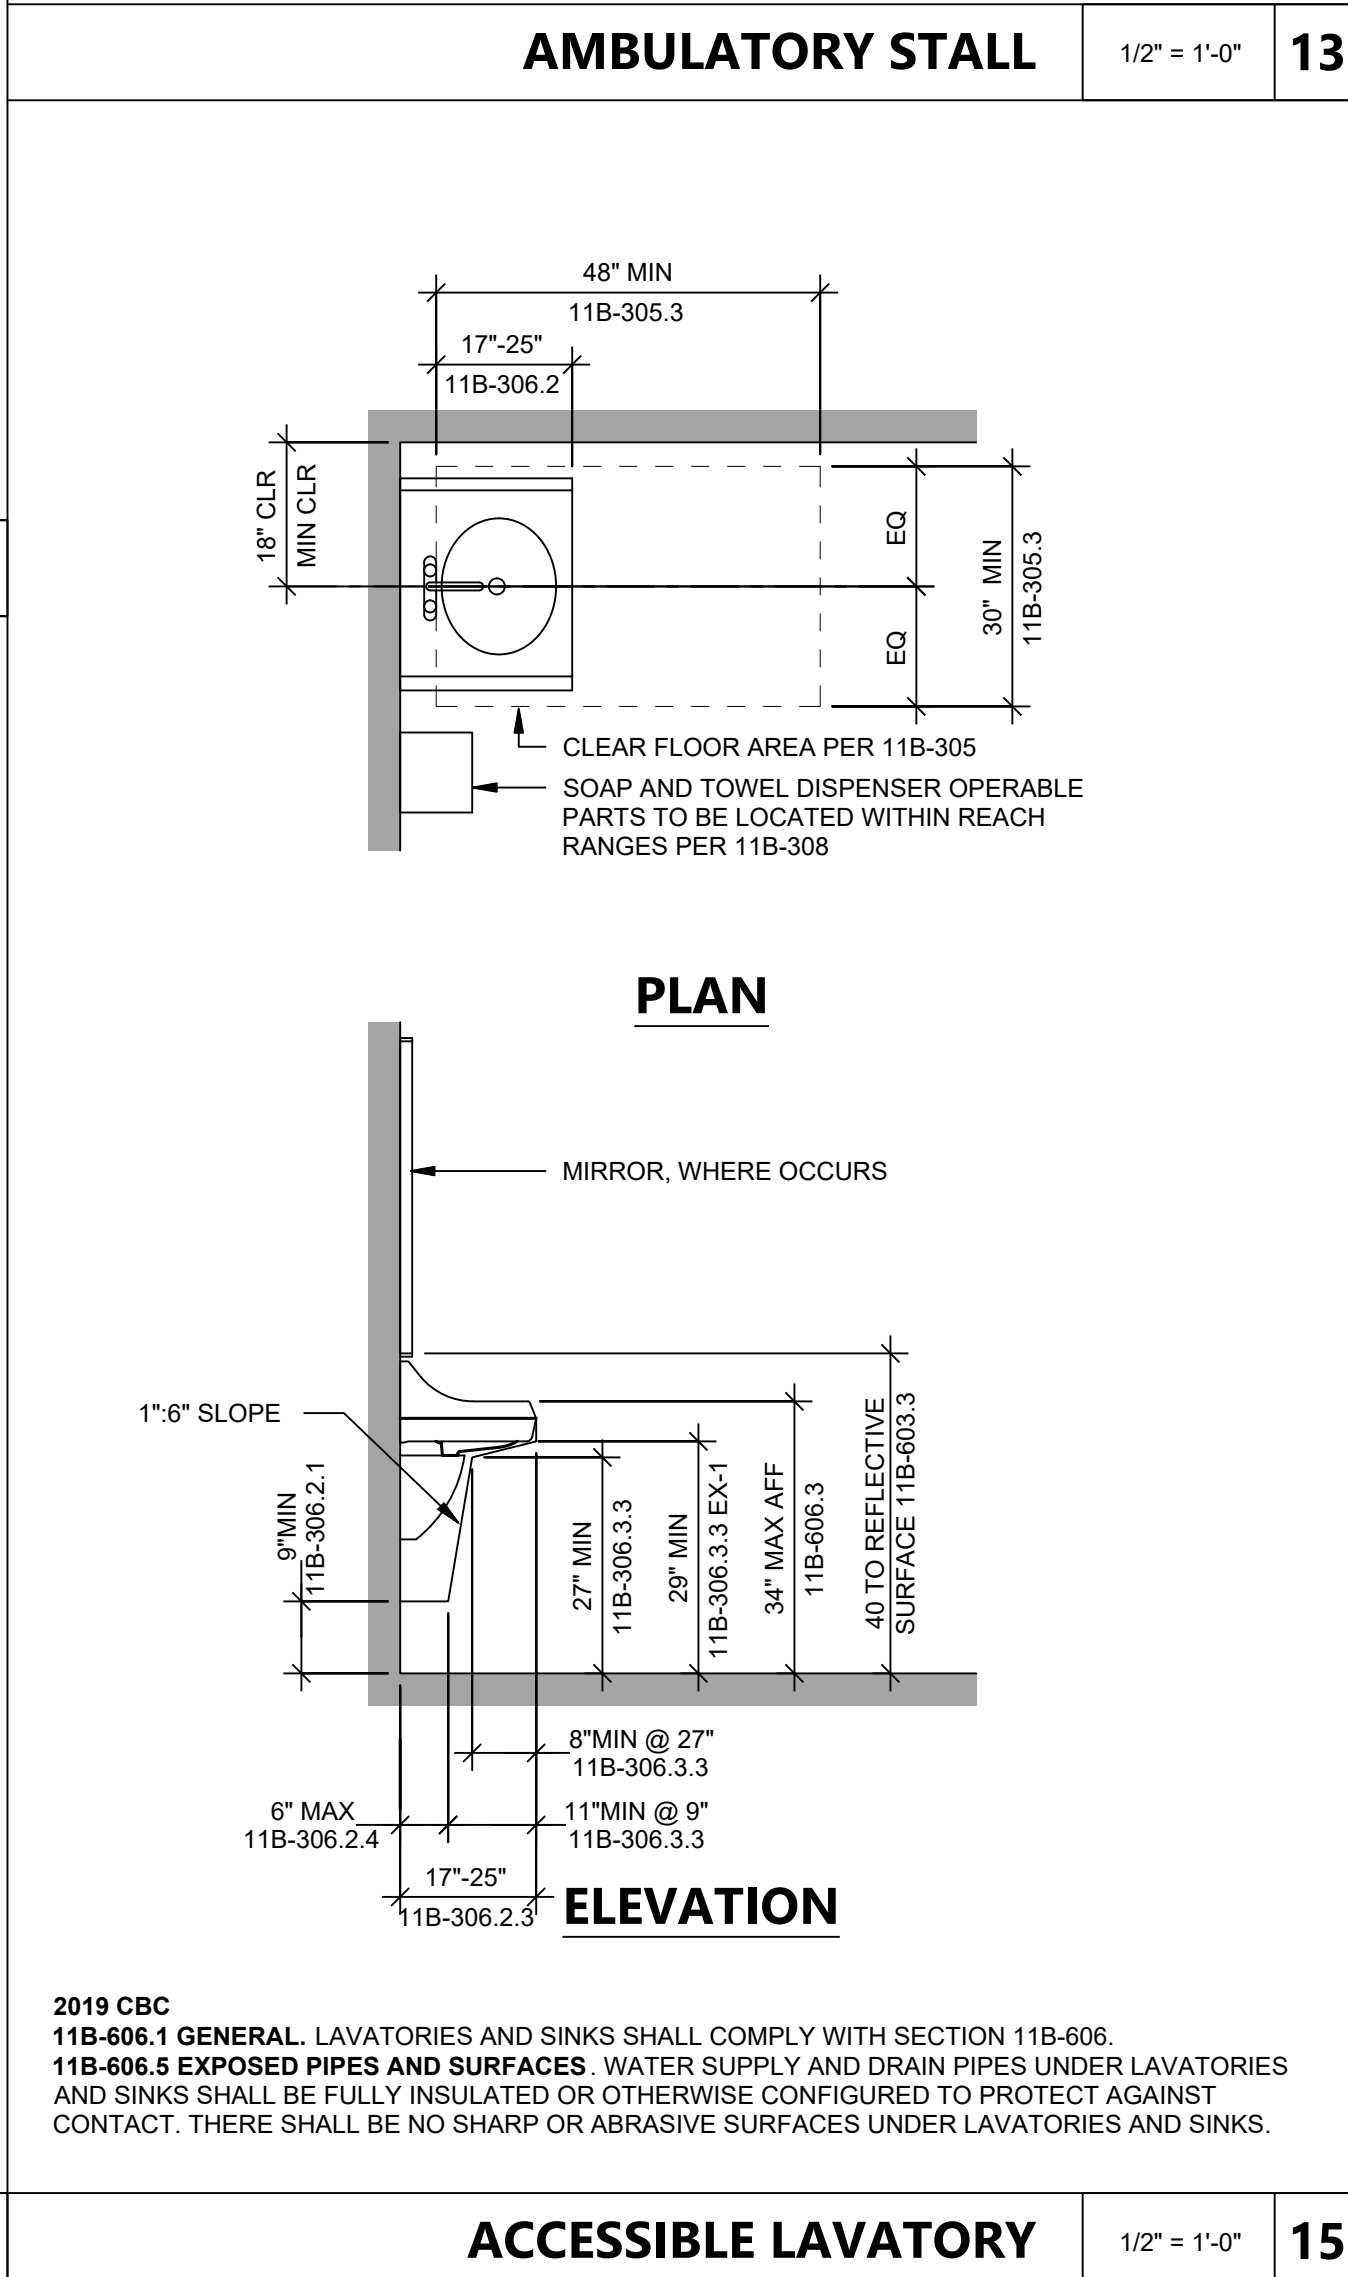 AMBULATORY STALL
1/2" = 1'-0"
13
48" MIN
11B-305.3
17"-25"
11B-306.2
18" CLR
MIN CLR
EQ
EQ
30" MIN
11B-305.3
CLEAR FLOOR AREA PER 11B-305
SOAP AND TOWEL DISPENSER OPERABLE
PARTS TO BE LOCATED WITHIN REACH
RANGES PER 11B-308
PLAN
MIRROR, WHERE OCCURS
1":6" SLOPE
9"MIN
11B-306.2.1
27" MIN
11B-306.3.3
29" MIN
11B-306.3.3 EX-1
34" MAX AFF
11B-606.3
40 TO REFLECTIVE
SURFACE 11B-603.3
8"MIN @ 27"
11B-306.3.3
6" MAX
11B-306.2.4
11"MIN @ 9"
11B-306.3.3
17"-25"
11B-306.2.3
ELEVATION
2019 CBC
11B-606.1 GENERAL. LAVATORIES AND SINKS SHALL COMPLY WITH SECTION 11B-606.
11B-606.5 EXPOSED PIPES AND SURFACES. WATER SUPPLY AND DRAIN PIPES UNDER LAVATORIES
AND SINKS SHALL BE FULLY INSULATED OR OTHERWISE CONFIGURED TO PROTECT AGAINST
CONTACT. THERE SHALL BE NO SHARP OR ABRASIVE SURFACES UNDER LAVATORIES AND SINKS.
ACCESSIBLE LAVATORY
1/2" = 1'-0"
15